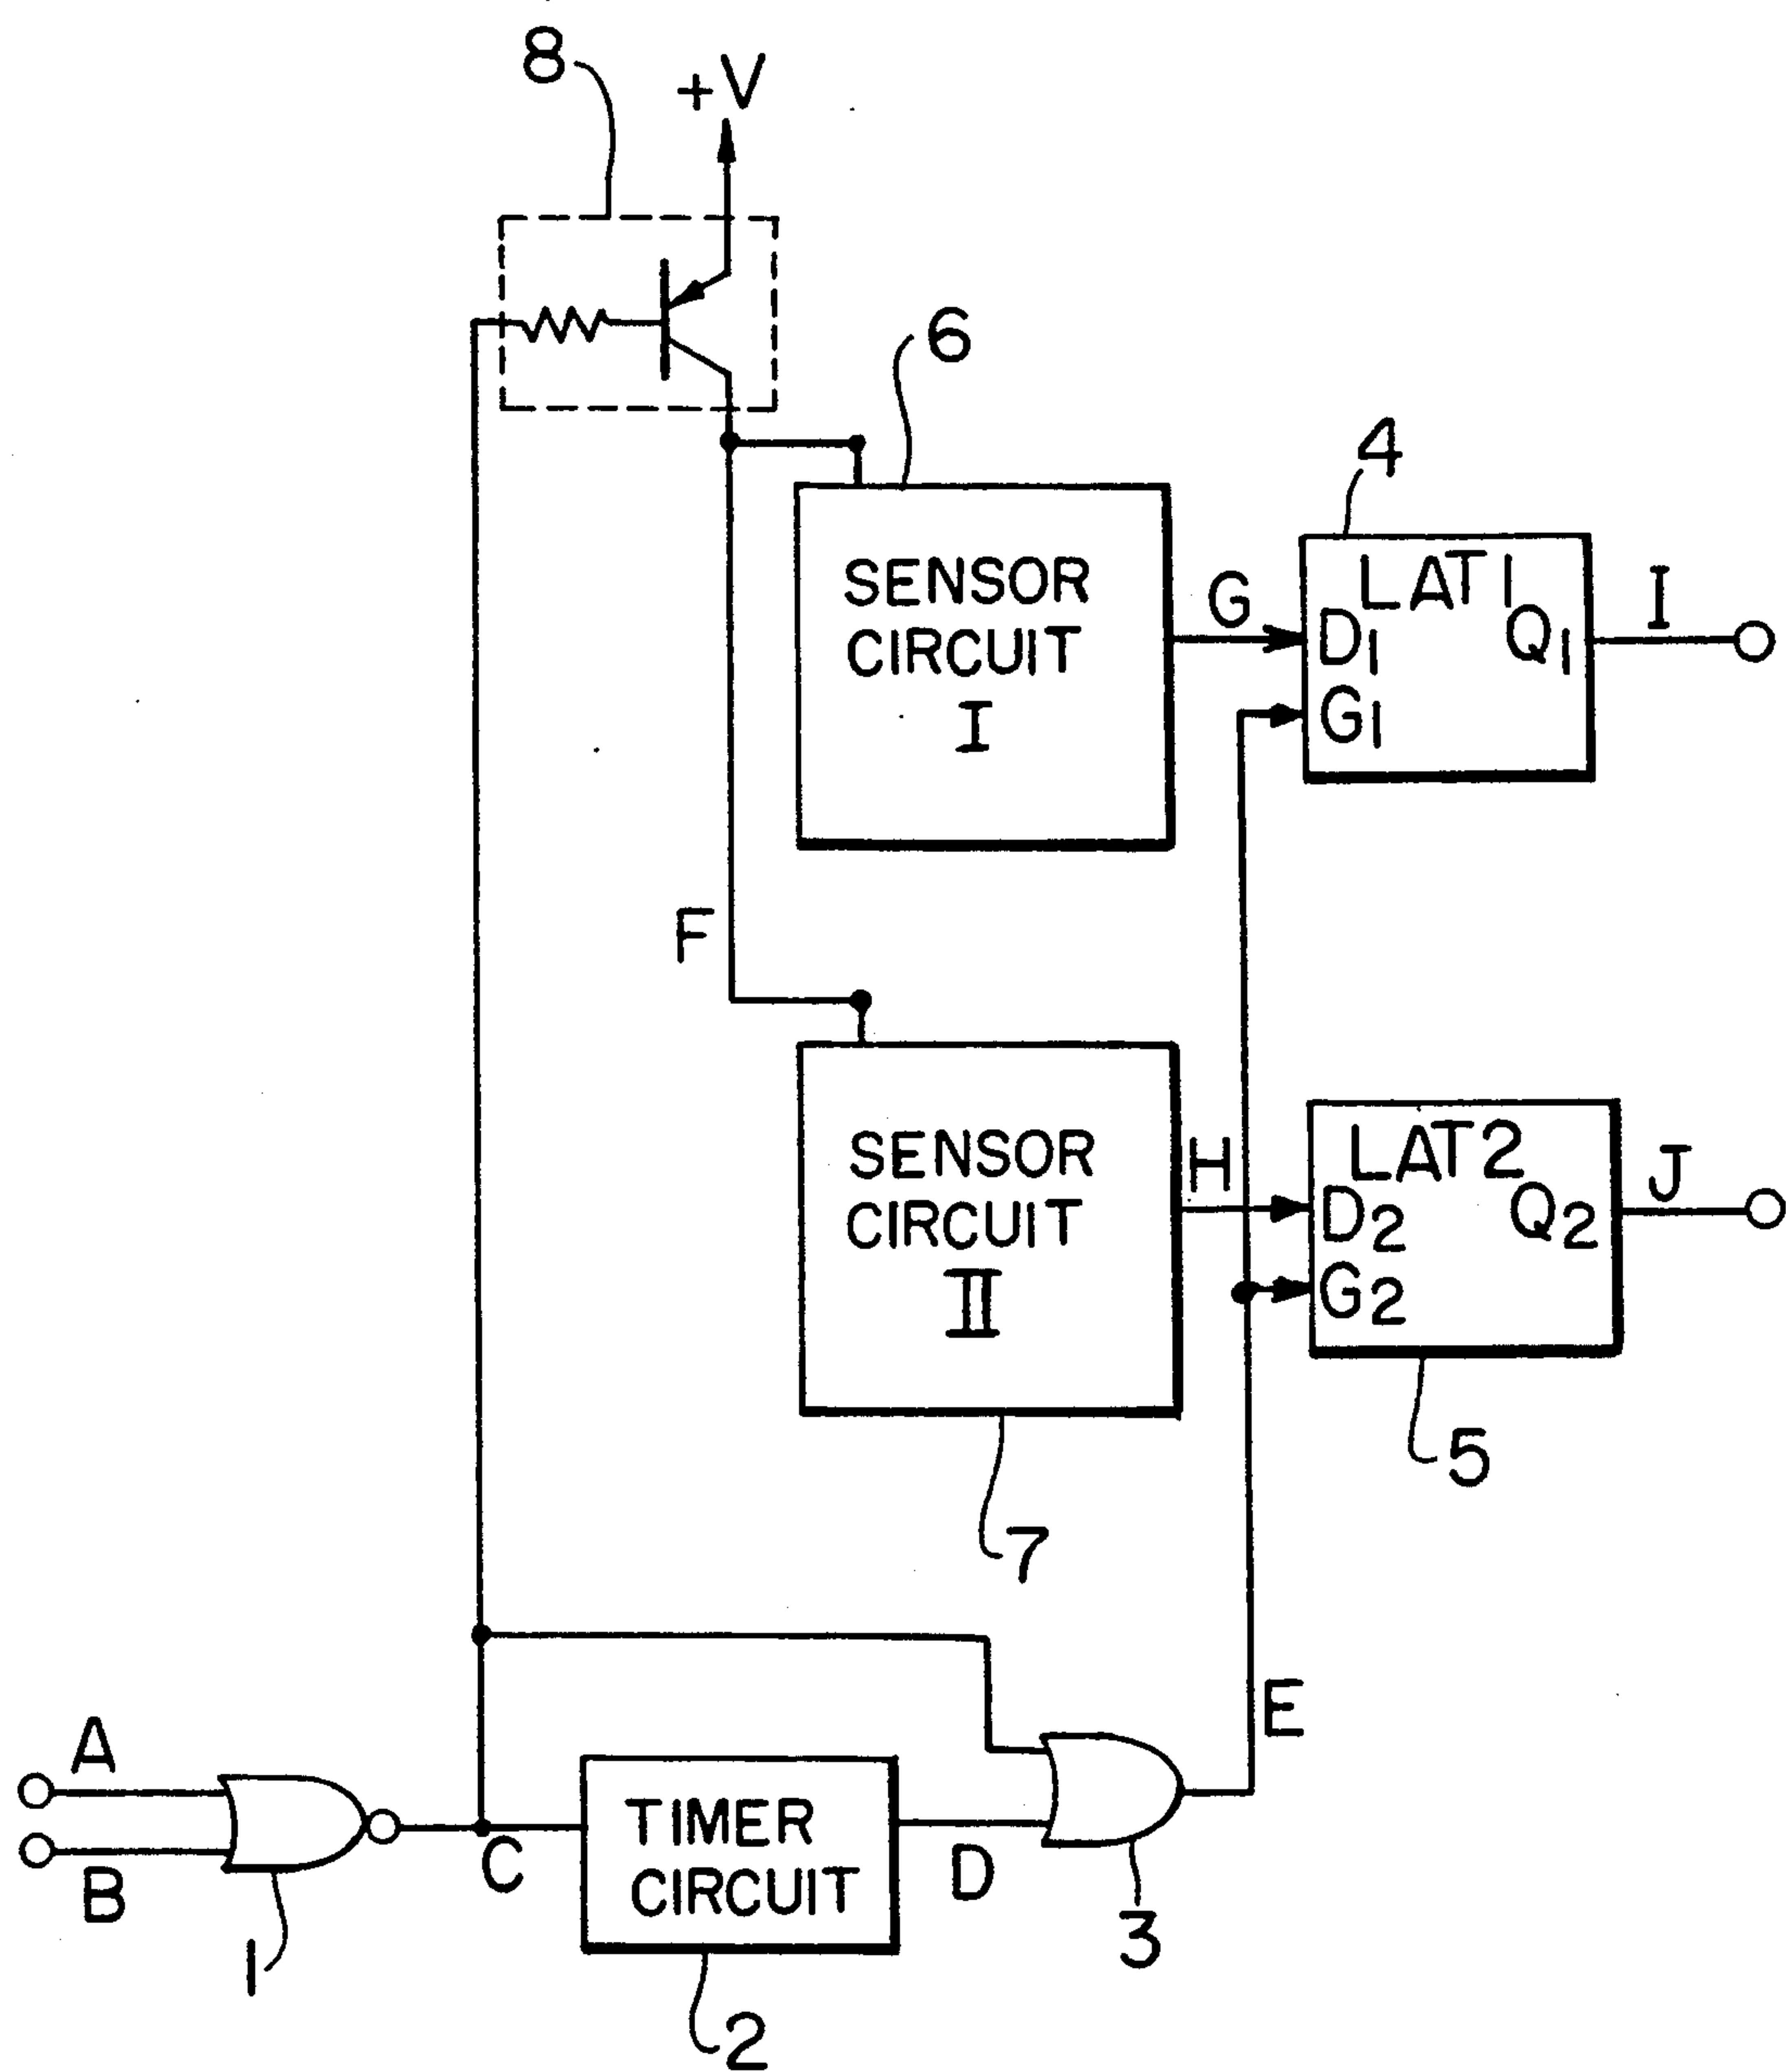 8
+V
6
4
SENSOR
CIRCUIT
I
G
LAT1
D1
Q1
G1
I
F
SENSOR
CIRCUIT
II
H
LAT2
D2
Q2
G2
J
5
7
E
A
B
C
TIMER
CIRCUIT
D
1
2
3